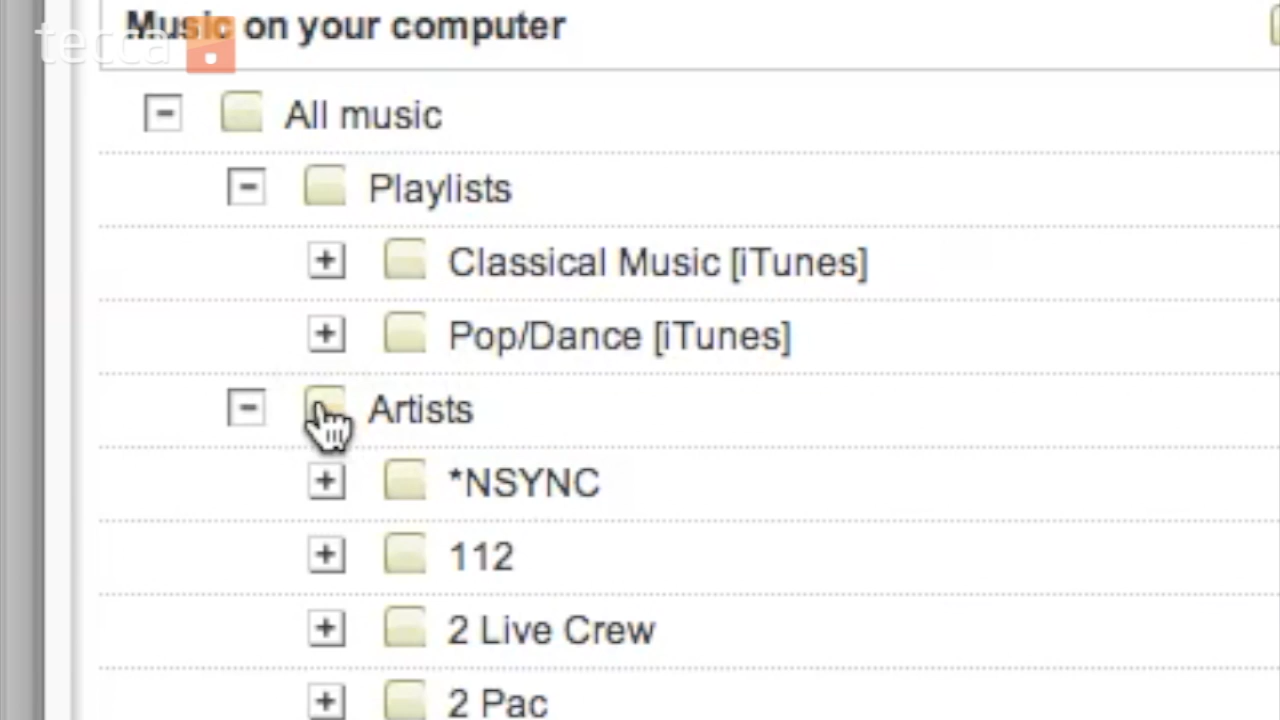 tecca
Music on your computer
All music
Playlists
Classical Music [iTunes]
Pop/Dance [iTunes]
Artists
*NSYNC
112
2 Live Crew
2 Pac